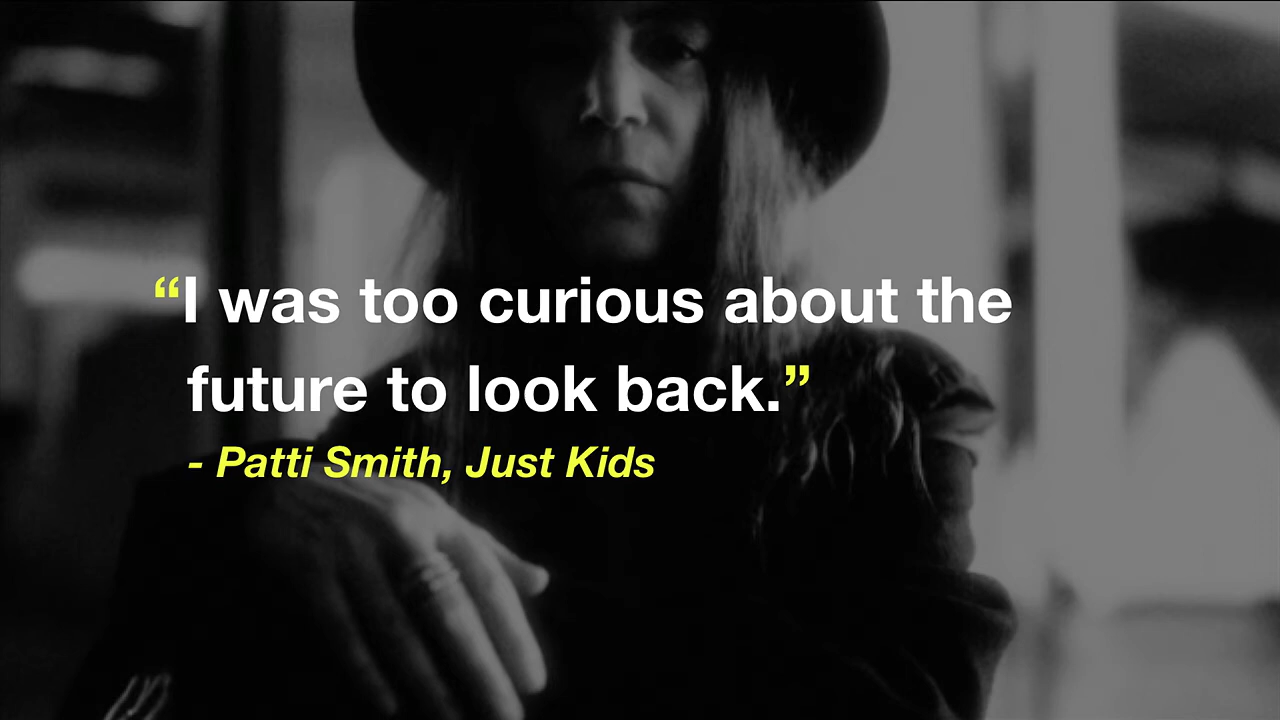 “I was too curious about the
future to look back.”
- Patti Smith, Just Kids